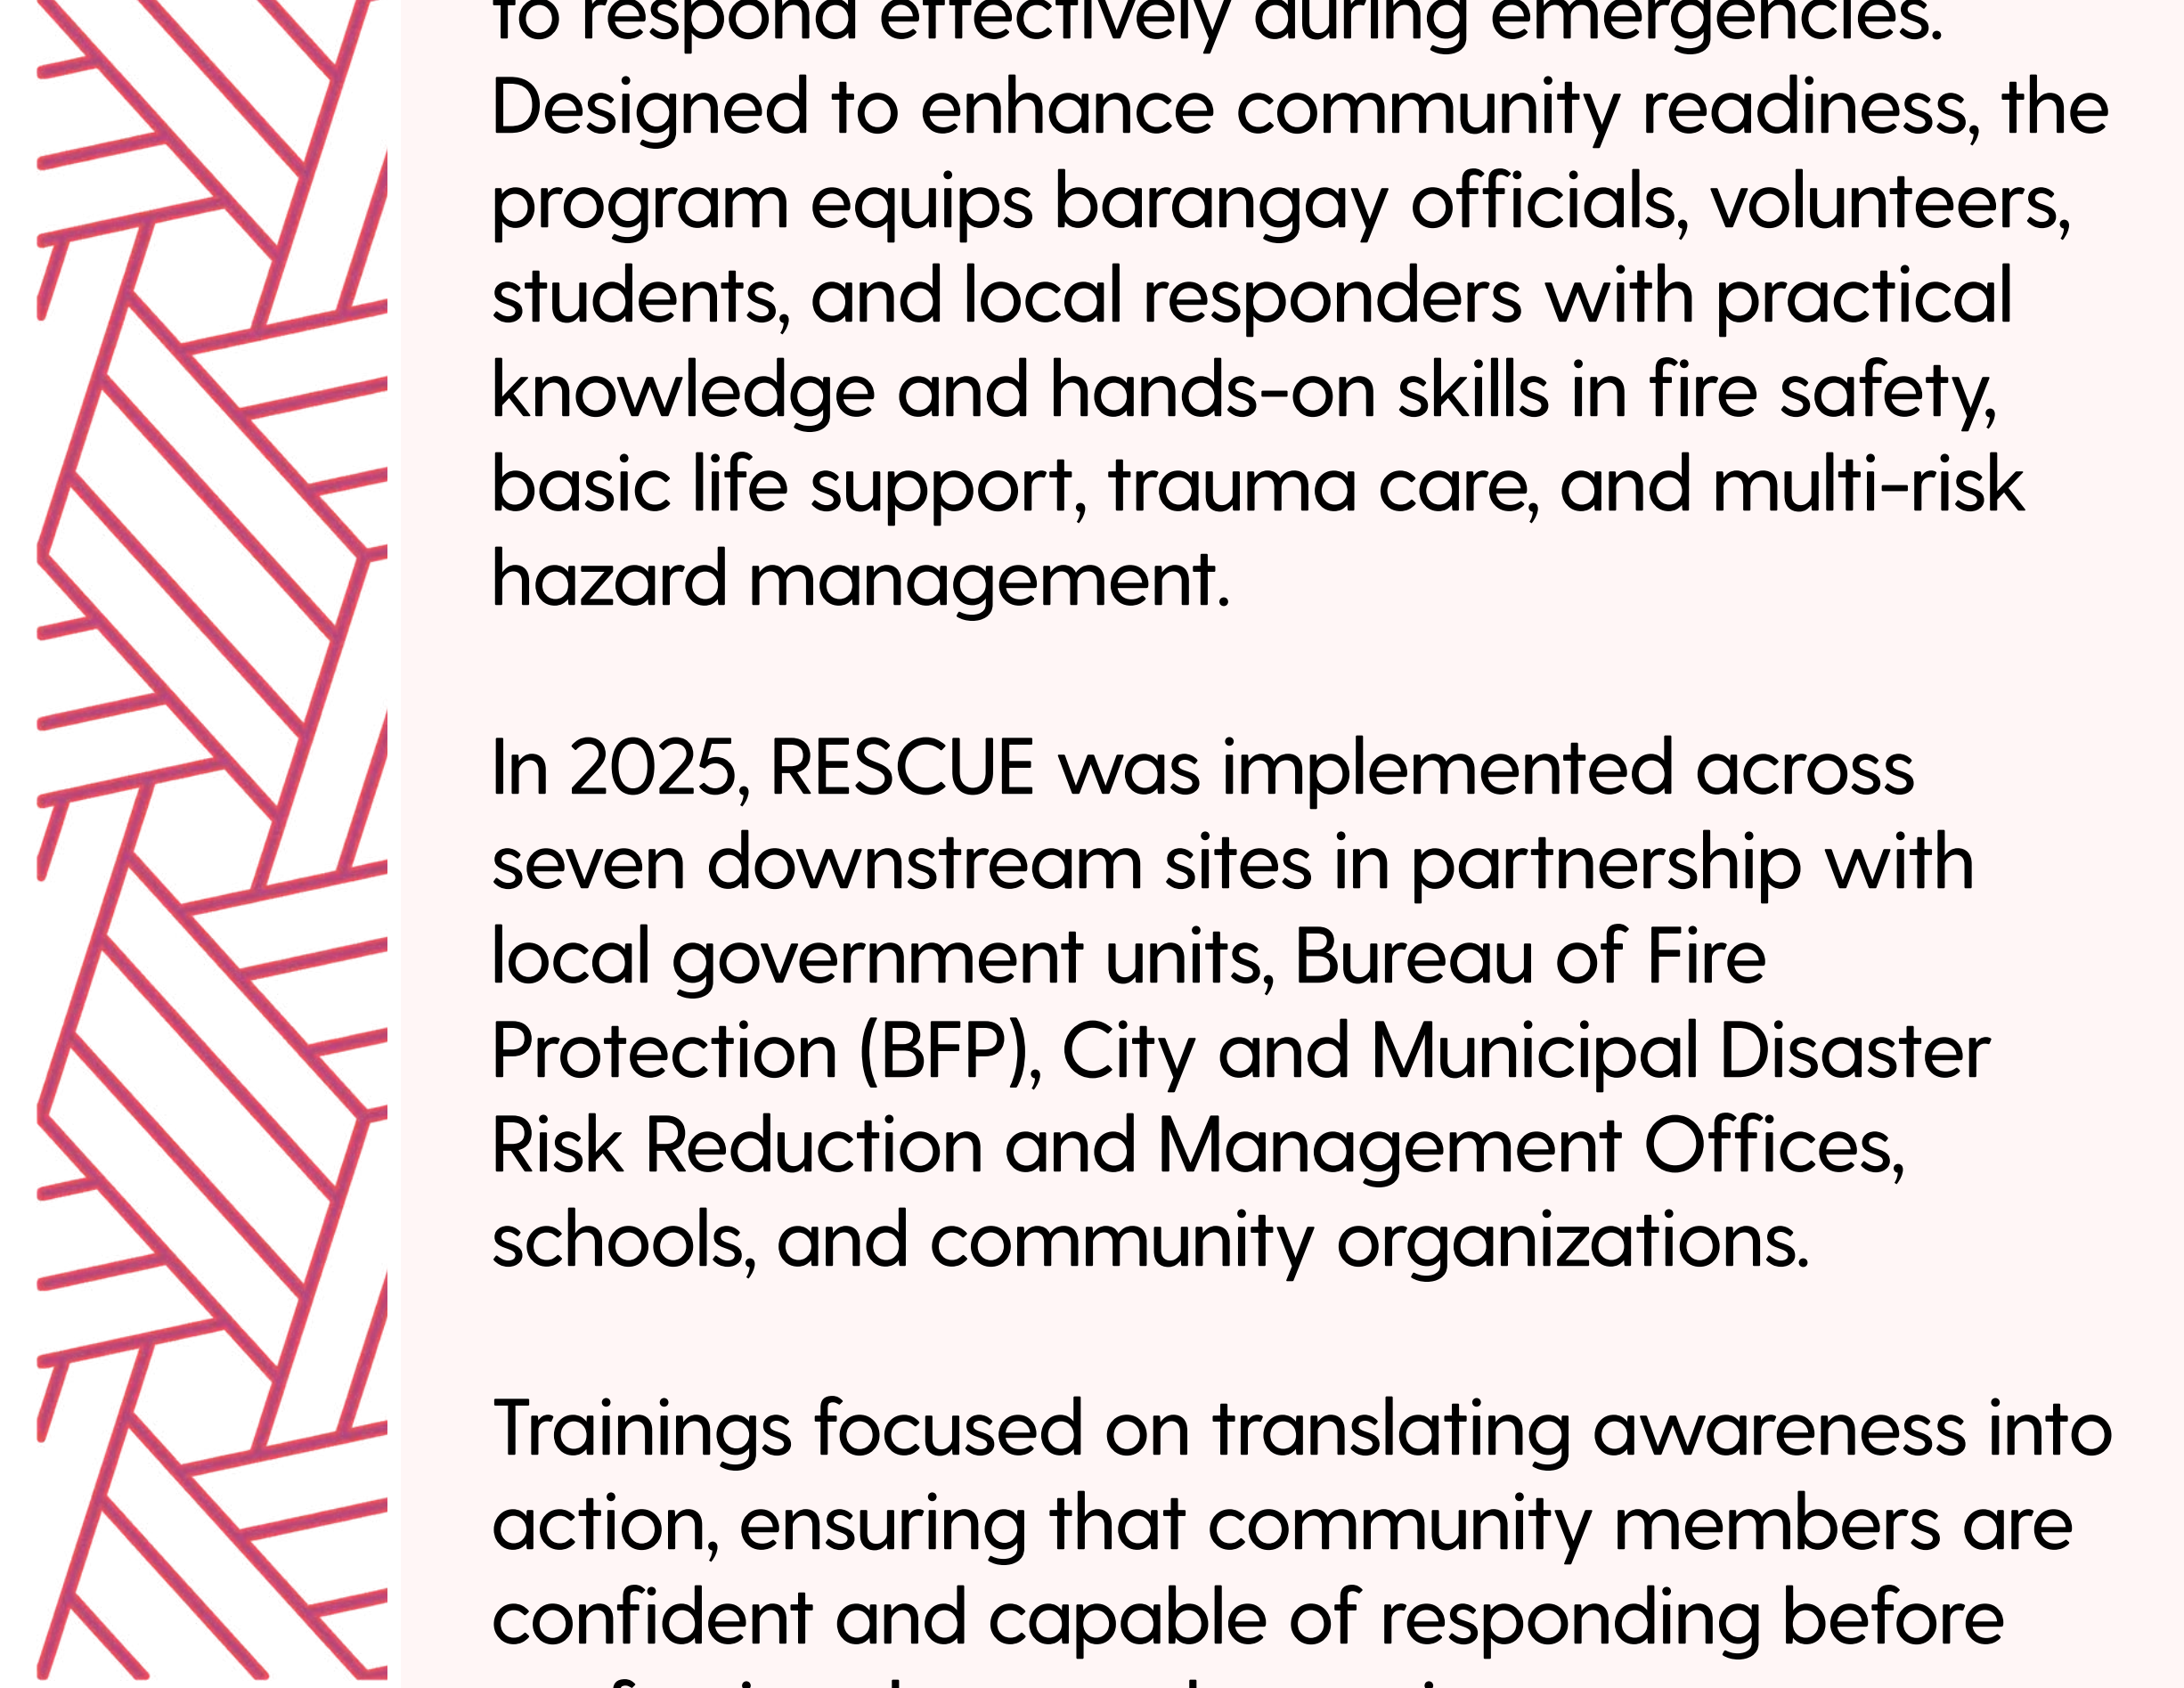 to respond effectively during emergencies.
Designed to enhance community readiness, the
program equips barangay officials, volunteers,
students, and local responders with practical
knowledge and hands-on skills in fire safety,
basic life support, trauma care, and multi-risk
hazard management.
In 2025, RESCUE was implemented across
seven downstream sites in partnership with
local government units, Bureau of Fire
Protection (BFP), City and Municipal Disaster
Risk Reduction and Management Offices,
schools, and community organizations.
Trainings focused on translating awareness into
action, ensuring that community members are
confident and capable of responding before